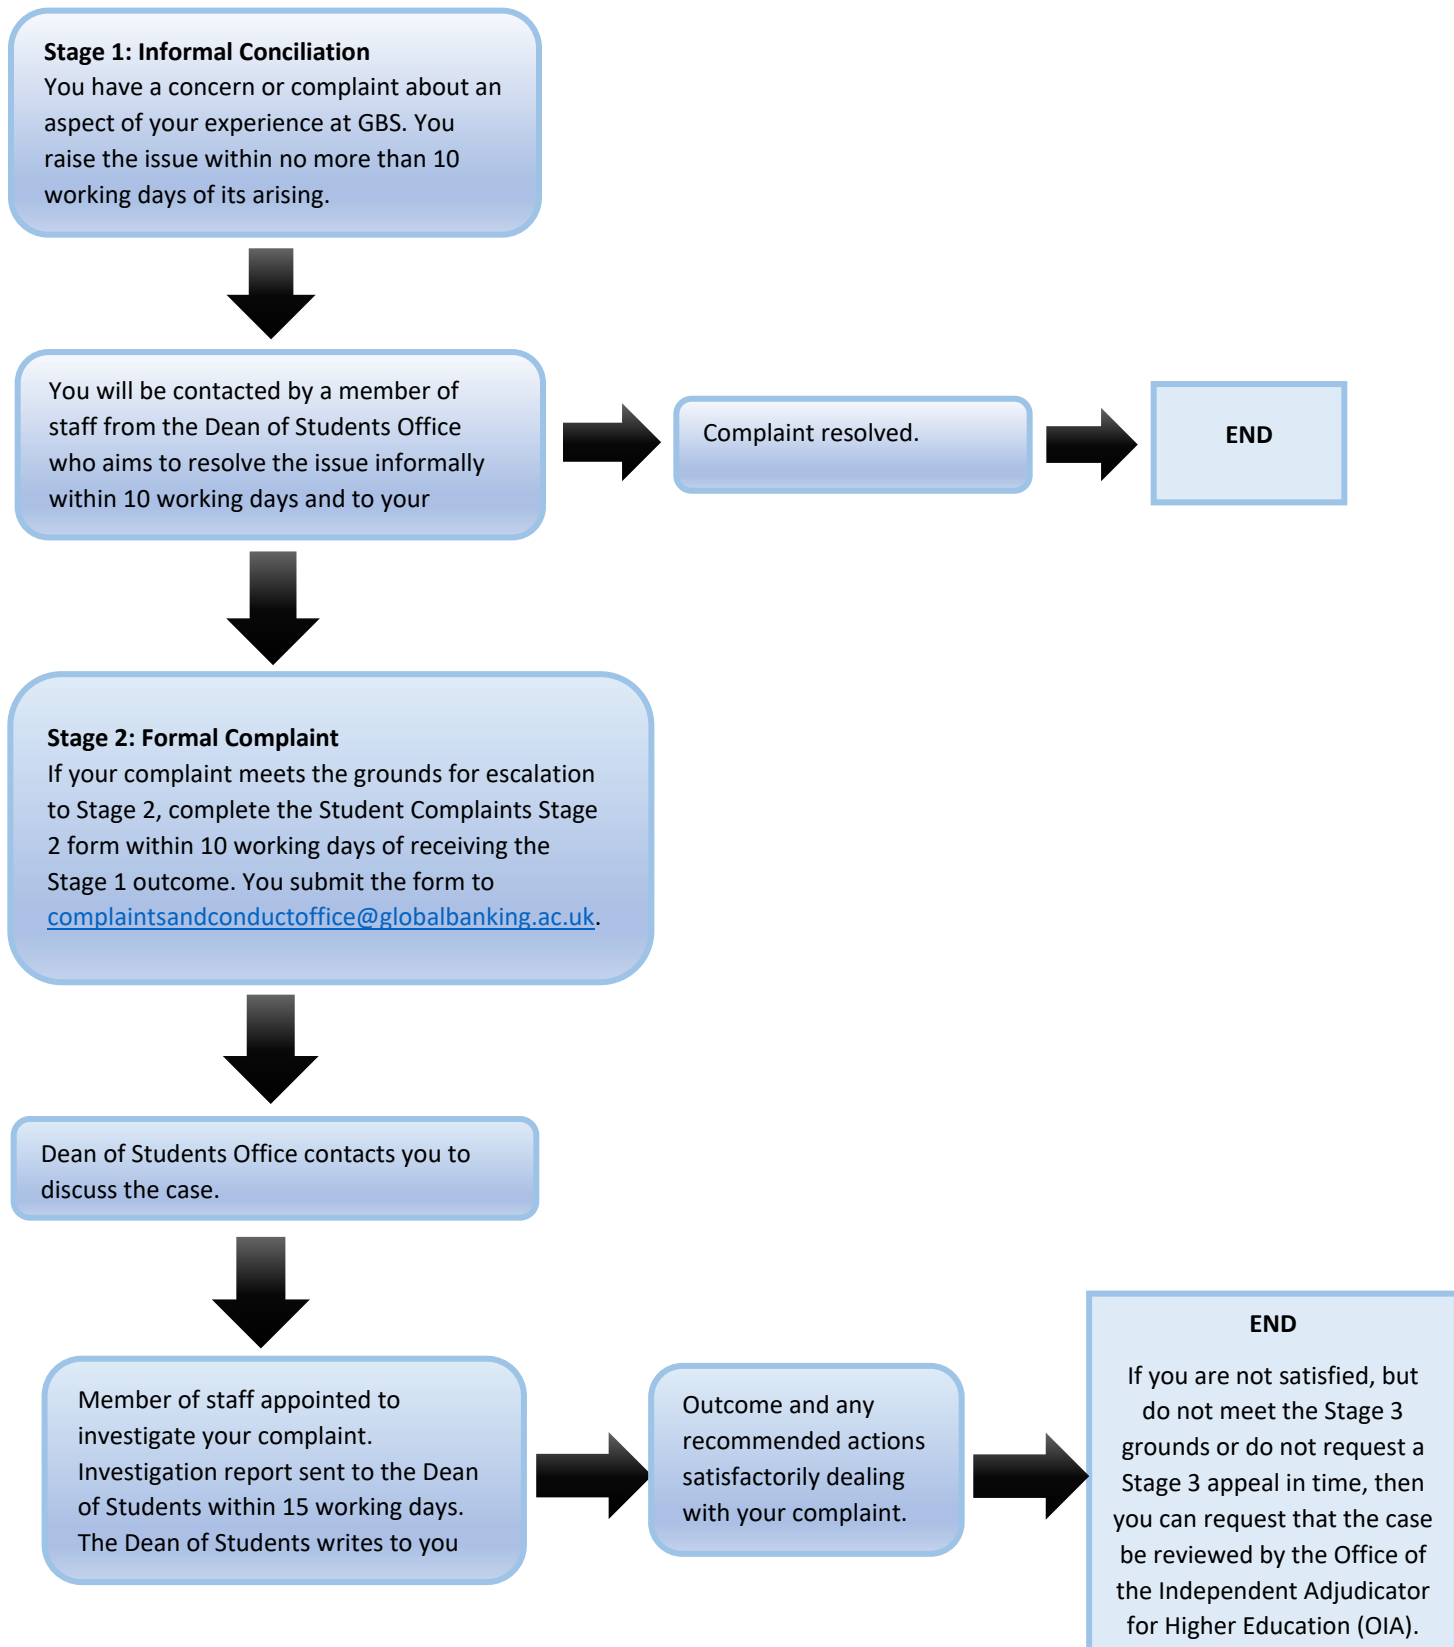 Stage 1: Informal Conciliation
You have a concern or complaint about an
aspect of your experience at GBS. You
raise the issue within no more than 10
working days of its arising.
You will be contacted by a member of
staff from the Dean of Students Office
who aims to resolve the issue informally
within 10 working days and to your
Complaint resolved.
END
Stage 2: Formal Complaint
If your complaint meets the grounds for escalation
to Stage 2, complete the Student Complaints Stage
2 form within 10 working days of receiving the
Stage 1 outcome. You submit the form to
complaintsandconductoffice@globalbanking.ac.uk.
Dean of Students Office contacts you to
discuss the case.
Member of staff appointed to
investigate your complaint.
Investigation report sent to the Dean
of Students within 15 working days.
The Dean of Students writes to you
Outcome and any
recommended actions
satisfactorily dealing
with your complaint.
END
If you are not satisfied, but
do not meet the Stage 3
grounds or do not request a
Stage 3 appeal in time, then
you can request that the case
be reviewed by the Office of
the Independent Adjudicator
for Higher Education (OIA).